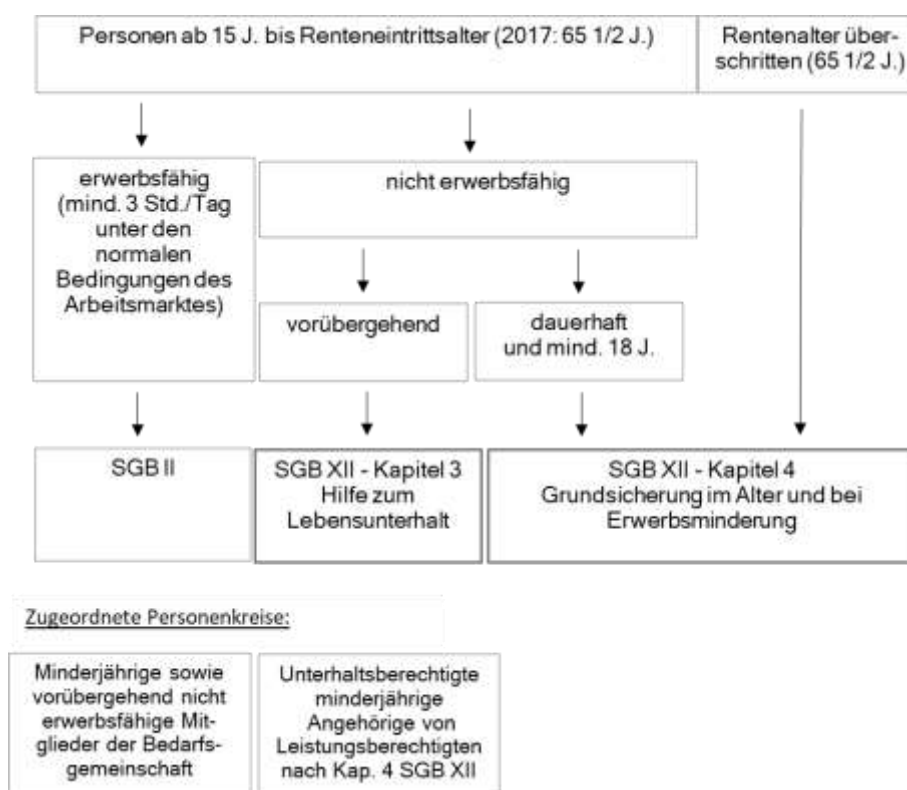 Personen ab 15 J. bis Renteneintrittsalter (2017: 65 1/2 J.)
Rentenalter über-
schritten (65 1/2 J.)
erwerbsfähig
(mind. 3 Std./Tag
unter den
normalen
Bedingungen des
Arbeitsmarktes)
nicht erwerbsfähig
vorübergehend
dauerhaft
und mind. 18 J.
SGB II
SGB XII - Kapitel 3
Hilfe zum
Lebensunterhalt
SGB XII - Kapitel 4
Grundsicherung im Alter und bei
Erwerbsminderung
Zugeordnete Personenkreise:
Minderjährige sowie
vorübergehend nicht
erwerbsfähige Mit-
glieder der Bedarfs-
gemeinschaft
Unterhaltsberechtigte
minderjährige
Angehörige von
Leistungsberechtigten
nach Kap. 4 SGB XII